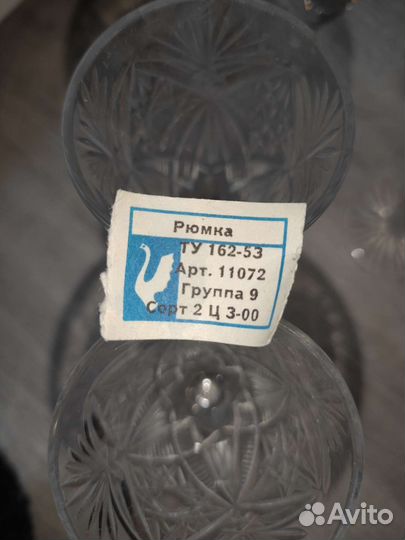 Рюмка
ТУ 162-53
Арт. 11072
Группа 9
Сорт 2 Ц 3-00
Avito